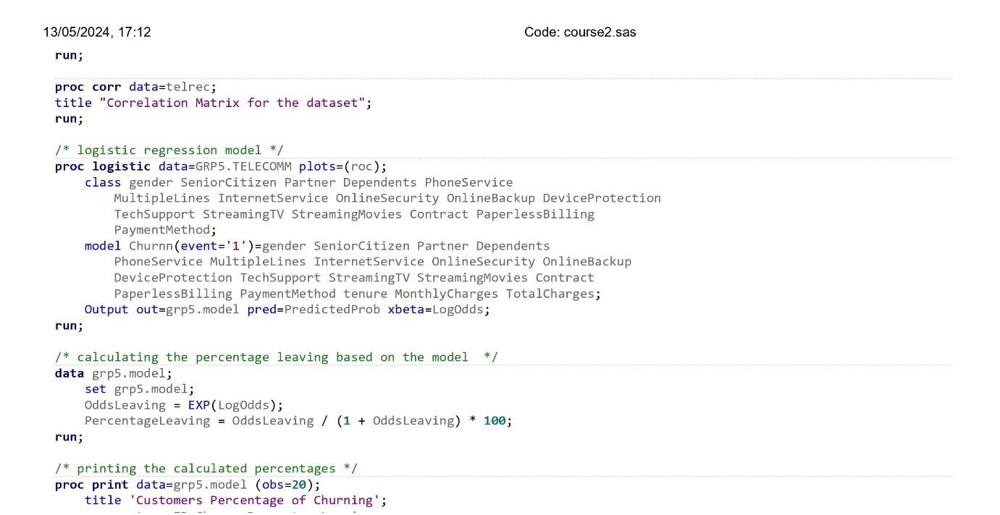 13/05/2024, 17:12 Code: course2.sas
run;
proc corr data=telrec;
title "Correlation Matrix for the dataset";
run;
/* logistic regression model */
proc logistic data=GRP5.TELECOMM plots=(roc);
class gender SeniorCitizen Partner Dependents PhoneService
MultipleLines InternetService OnlineSecurity OnlineBackup DeviceProtection
TechSupport StreamingTV StreamingMovies Contract PaperlessBilling
PaymentMethod;
model Churnn(event='1')=gender SeniorCitizen Partner Dependents
PhoneService MultipleLines InternetService OnlineSecurity OnlineBackup
DeviceProtection TechSupport StreamingTV StreamingMovies Contract
PaperlessBilling PaymentMethod tenure MonthlyCharges TotalCharges;
Output out=grp5.model pred=PredictedProb xbeta=LogOdds;
run;
/* calculating the percentage leaving based on the model  */
data grp5.model;
set grp5.model;
OddsLeaving = EXP(LogOdds);
PercentageLeaving = OddsLeaving / (1 + OddsLeaving) * 100;
run;
/* printing the calculated percentages */
proc print data=grp5.model (obs=20);
title 'Customers Percentage of Churning';